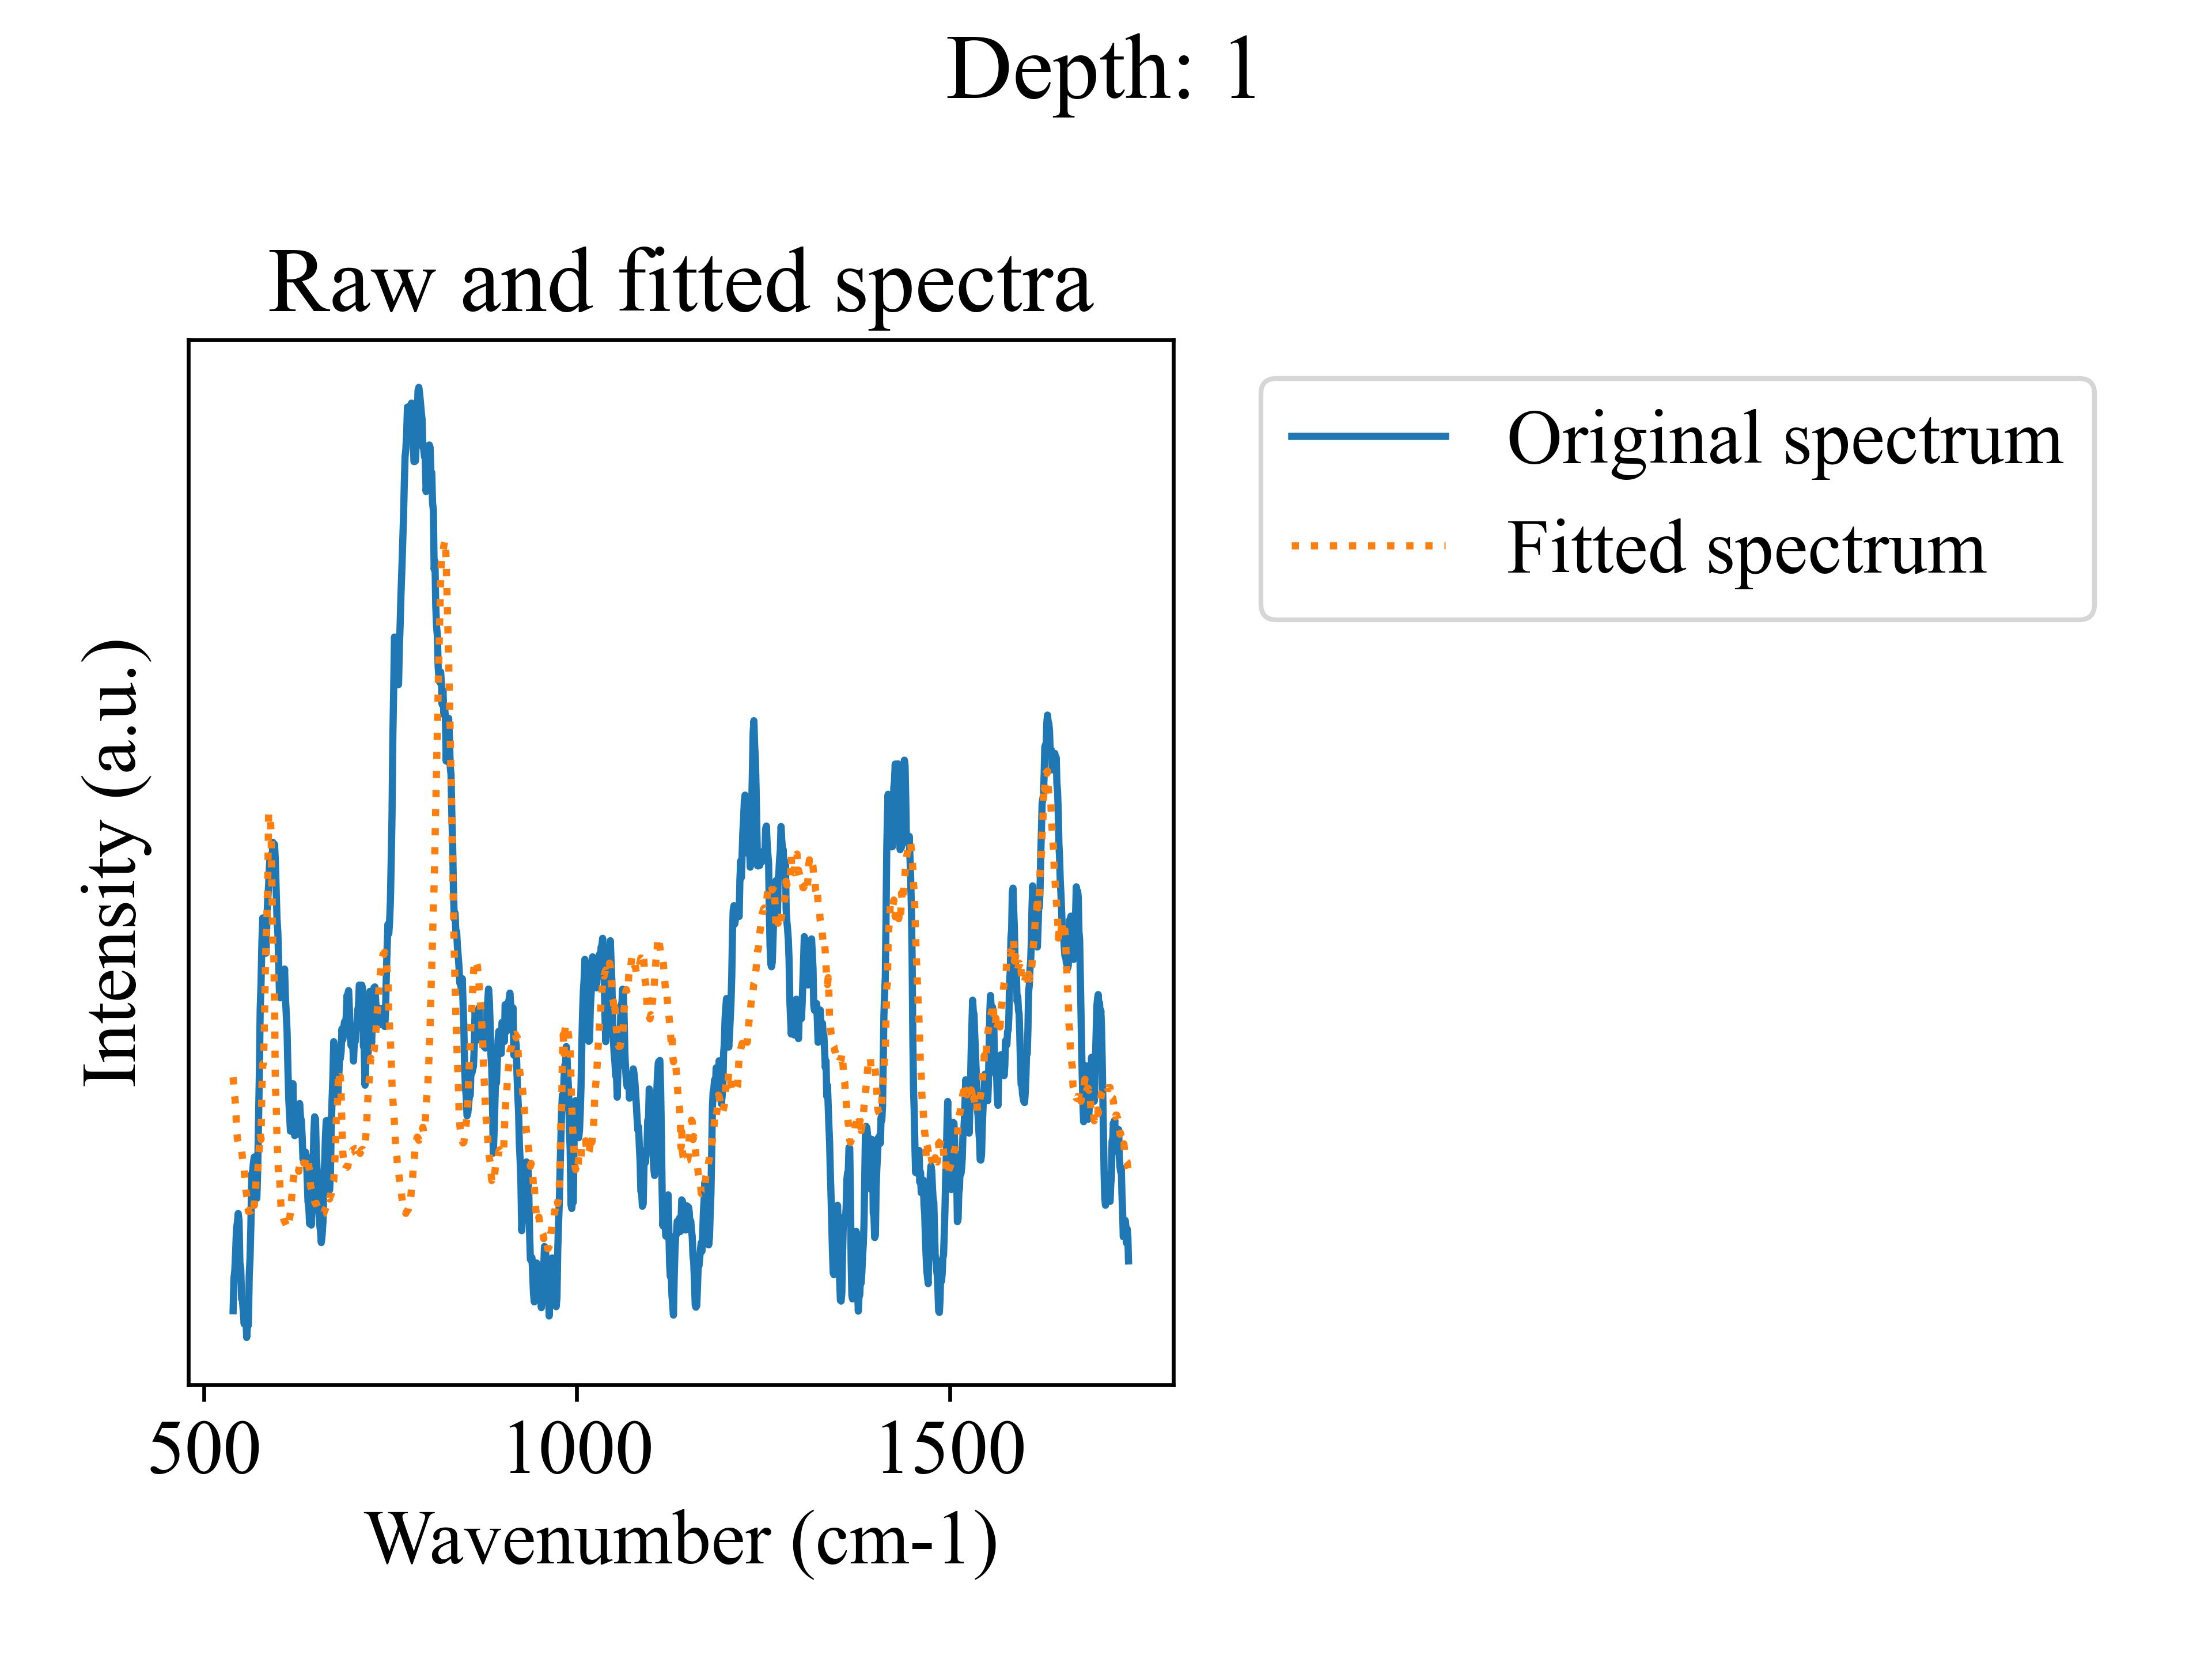 Depth: 1
Raw and fitted spectra
Original spectrum
Fitted spectrum
Intensity (a.u.)
500 1000 1500
Wavenumber (cm-1)